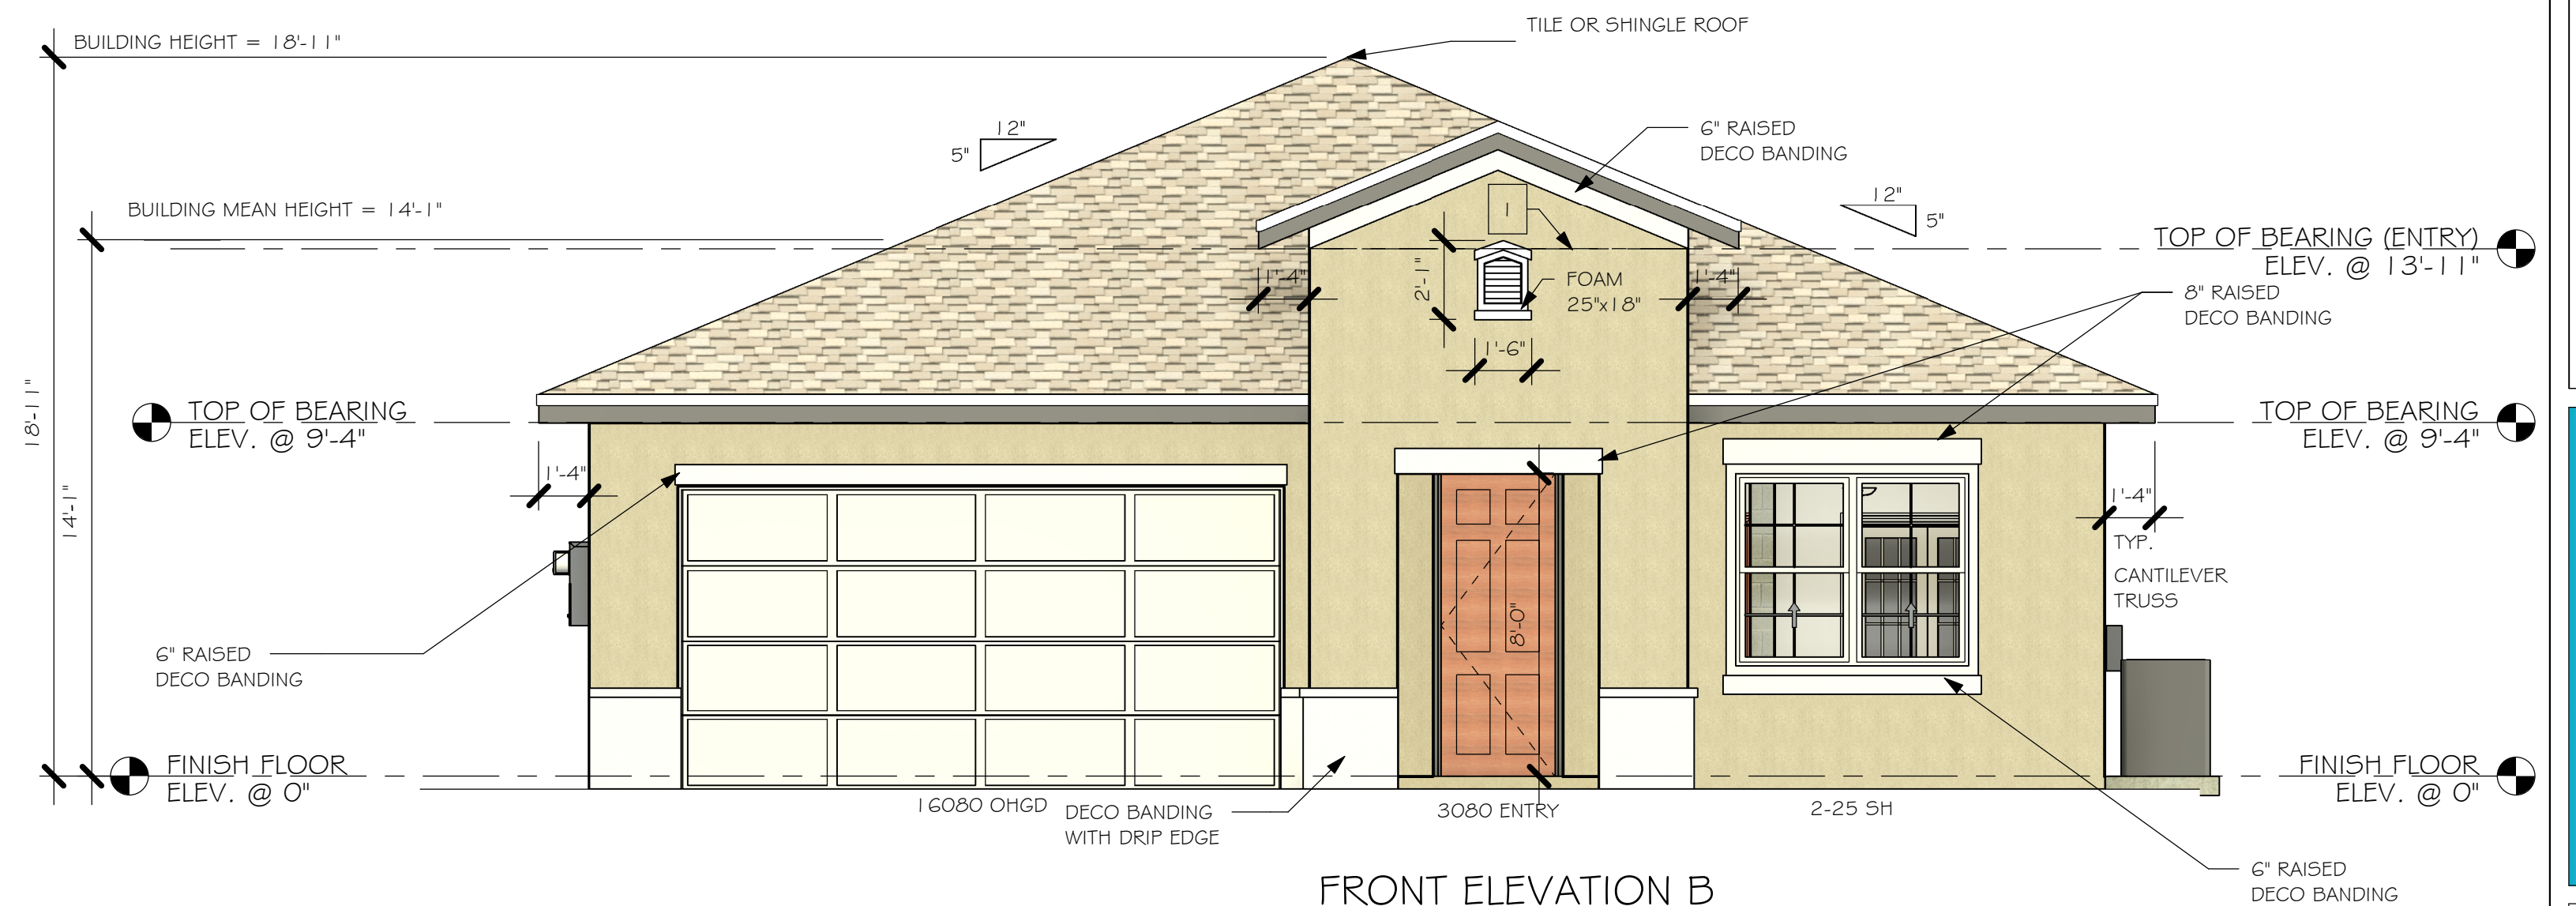 TILE OR SHINGLE ROOF
BUILDING HEIGHT = 18'-11"
12"
5"
6" RAISED
DECO BANDING
BUILDING MEAN HEIGHT = 14'-1"
12"
5"
1
TOP OF BEARING (ENTRY)
ELEV. @ 13'-11"
1'-4"
2'-1"
FOAM
25"x18"
1'-4"
8" RAISED
DECO BANDING
1'-6"
18'-11"
TOP OF BEARING
ELEV. @ 9'-4"
TOP OF BEARING
ELEV. @ 9'-4"
1'-4"
14'-1"
1'-4"
TYP.
CANTILEVER
TRUSS
8'-0"
6" RAISED
DECO BANDING
FINISH FLOOR
ELEV. @ 0"
FINISH FLOOR
ELEV. @ 0"
16080 OHGD
DECO BANDING
WITH DRIP EDGE
3080 ENTRY
2-25 SH
6" RAISED
DECO BANDING
FRONT ELEVATION B